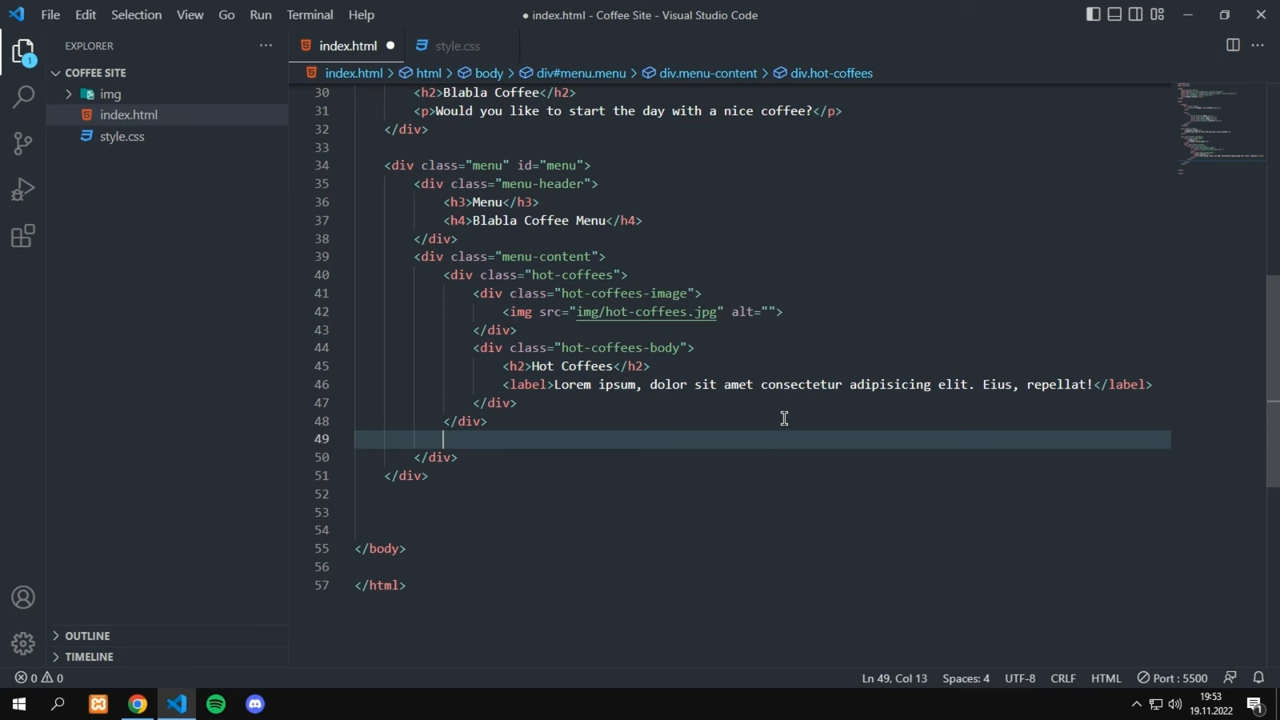 File Edit Selection View Go Run Terminal Help
● index.html - Coffee Site - Visual Studio Code
EXPLORER
COFFEE SITE
img
index.html
style.css
OUTLINE
TIMELINE
1
index.html
style.css
index.html > html > body > div#menu.menu > div.menu-content > div.hot-coffees
30 <h2>Blabla Coffee</h2>
31 <p>Would you like to start the day with a nice coffee?</p>
32 </div>
33
34 <div class="menu" id="menu">
35 <div class="menu-header">
36 <h3>Menu</h3>
37 <h4>Blabla Coffee Menu</h4>
38 </div>
39 <div class="menu-content">
40 <div class="hot-coffees">
41 <div class="hot-coffees-image">
42 <img src="img/hot-coffees.jpg" alt="">
43 </div>
44 <div class="hot-coffees-body">
45 <h2>Hot Coffees</h2>
46 <label>Lorem ipsum, dolor sit amet consectetur adipisicing elit. Eius, repellat!</label>
47 </div>
48 </div>
49
50 </div>
51 </div>
52
53
54
55 </body>
56
57 </html>
0 0
Ln 49, Col 13 Spaces: 4 UTF-8 CRLF HTML Port : 5500
19:53
19.11.2022
1